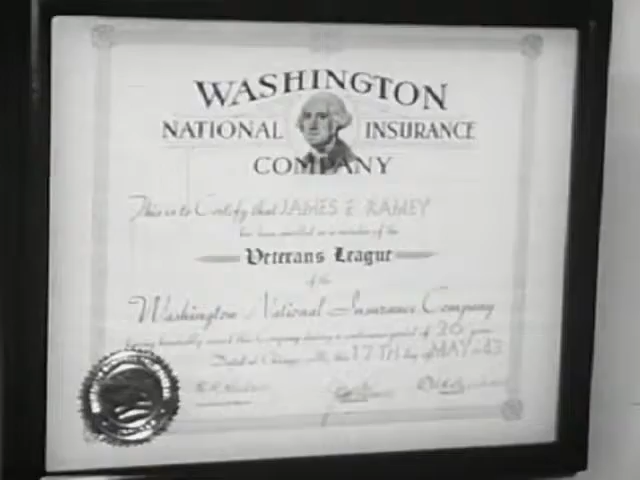 WASHINGTON
NATIONAL INSURANCE
COMPANY
This is to Certify that JAMES E RAMEY
has been enrolled as a member of the
Veterans League
of the
Washington National Insurance Company
having honorably served this Company during a continuous period of 26 years
Dated at Chicago this 17TH day of MAY 43